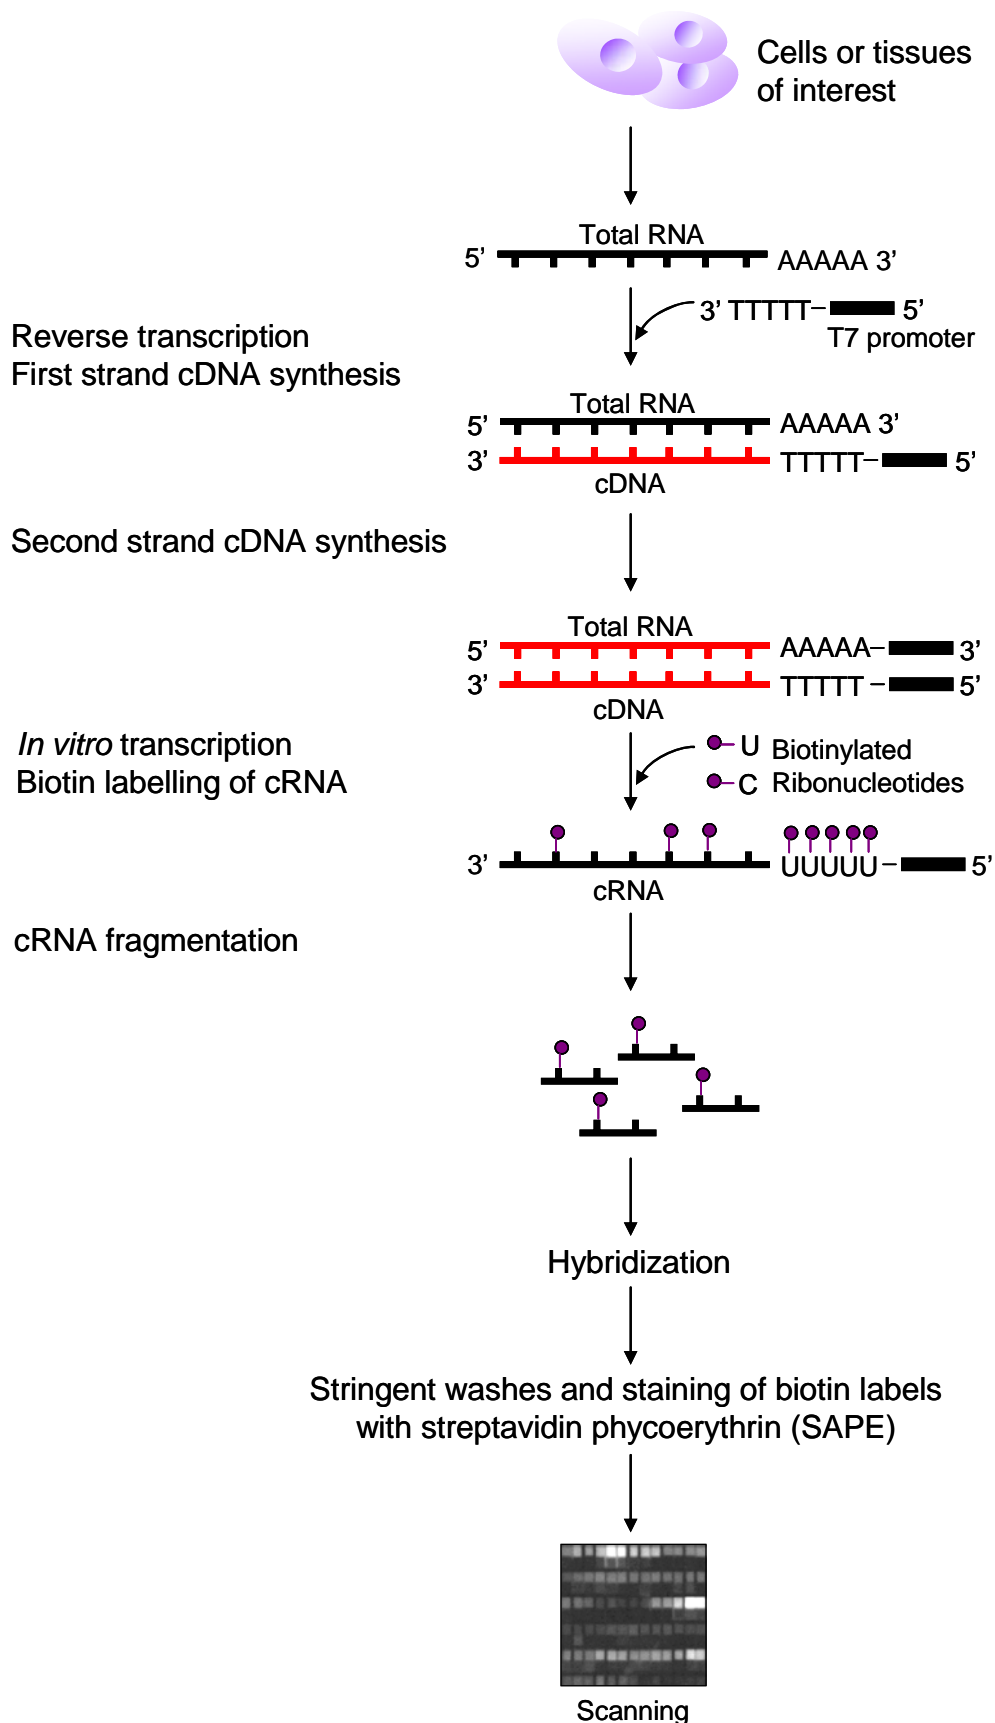 Cells or tissues
of interest
Total RNA
5’ AAAAA 3’
3’ TTTTT 5’
T7 promoter
Reverse transcription
First strand cDNA synthesis
Total RNA
5’ AAAAA 3’
3’ TTTTT 5’
cDNA
Second strand cDNA synthesis
Total RNA
5’ AAAAA 3’
3’ TTTTT 5’
cDNA
In vitro transcription
Biotin labelling of cRNA
U Biotinylated
C Ribonucleotides
3’ UUUUU 5’
cRNA
cRNA fragmentation
Hybridization
Stringent washes and staining of biotin labels
with streptavidin phycoerythrin (SAPE)
Scanning